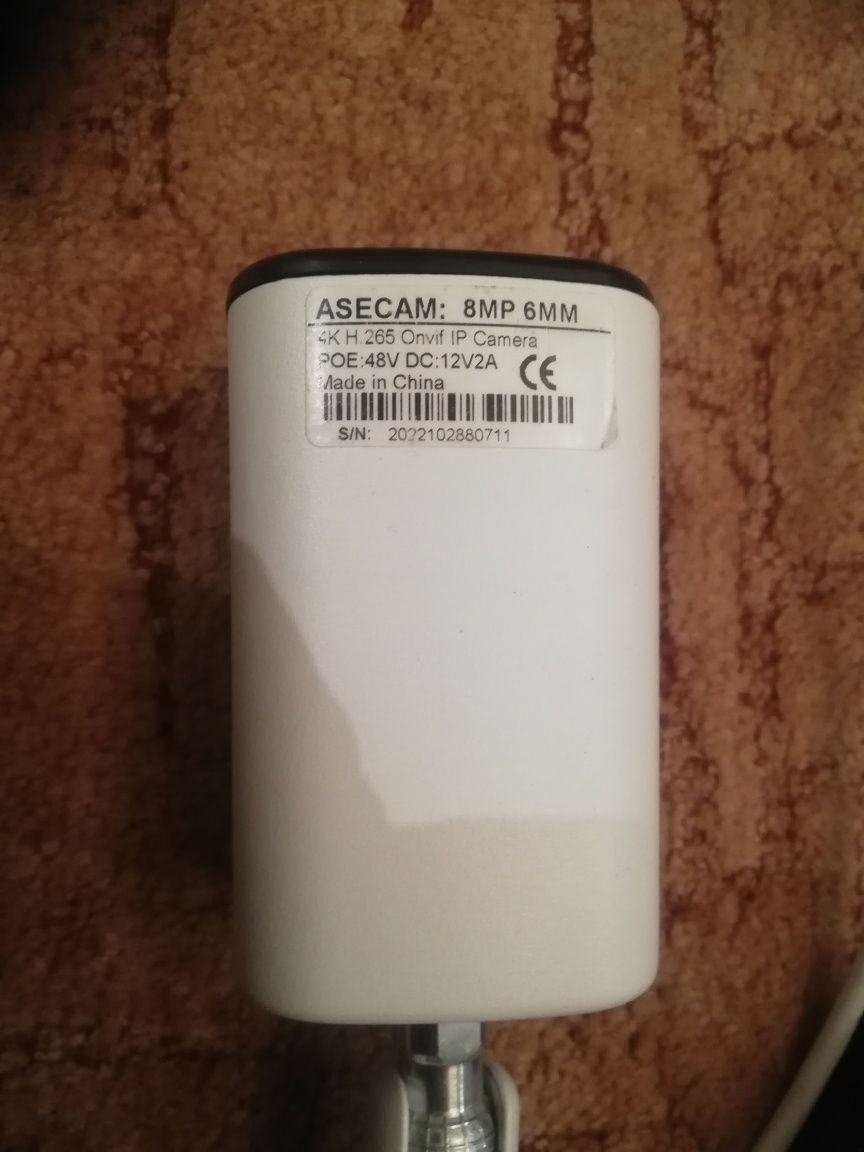 ASECAM: 8MP 6MM
4K H.265 Onvif IP Camera
POE:48V DC:12V2A
CE
Made in China
S/N: 2022102880711